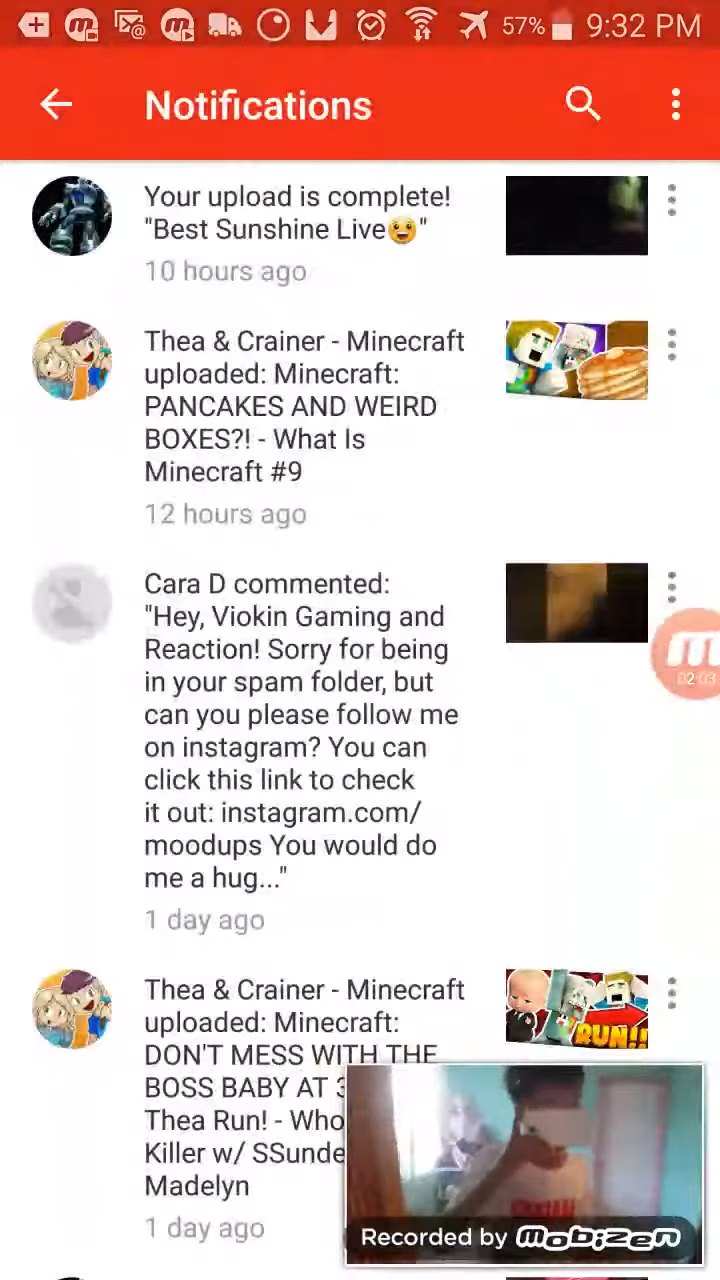 57% 9:32 PM
Notifications
Your upload is complete!
"Best Sunshine Live😀"
10 hours ago
Thea & Crainer - Minecraft
uploaded: Minecraft:
PANCAKES AND WEIRD
BOXES?! - What Is
Minecraft #9
12 hours ago
Cara D commented:
"Hey, Viokin Gaming and
Reaction! Sorry for being
in your spam folder, but
can you please follow me
on instagram? You can
click this link to check
it out: instagram.com/
moodups You would do
me a hug..."
1 day ago
02:03
Thea & Crainer - Minecraft
uploaded: Minecraft:
DON'T MESS WITH THE
BOSS BABY AT 3
Thea Run! - Who
Killer w/ SSunde
Madelyn
1 day ago
RUN!!
Recorded by mobizen